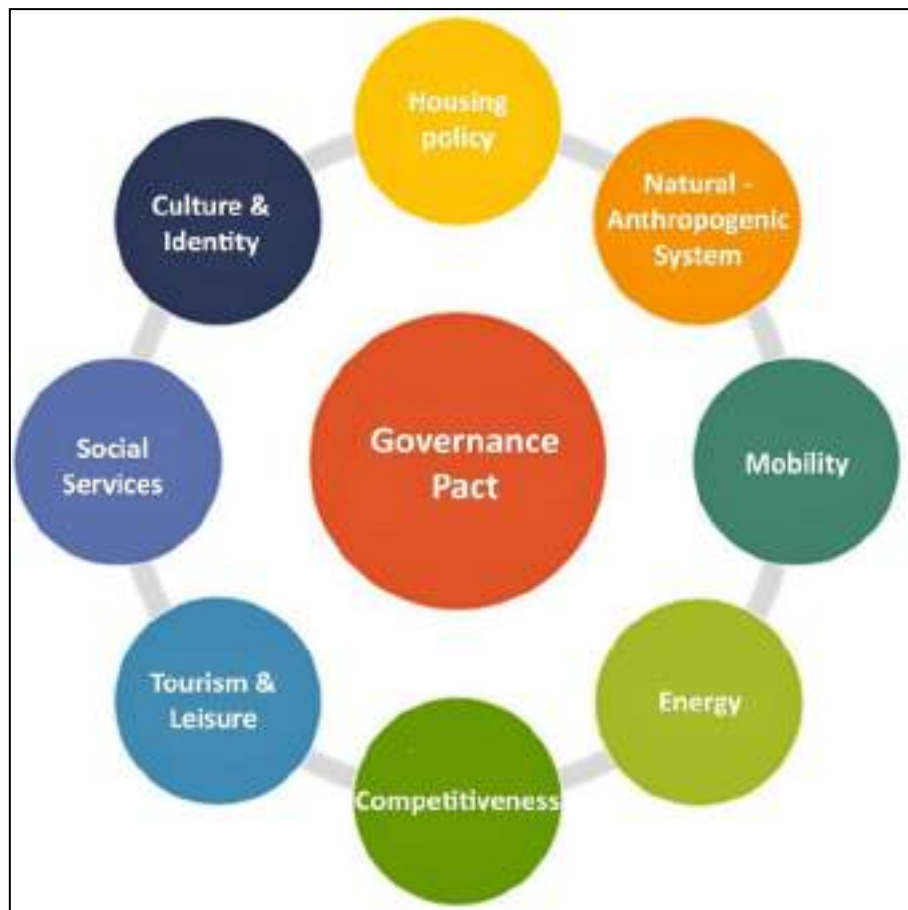 Housing
policy
Natural -
Anthropogenic
System
Mobility
Energy
Competitiveness
Tourism &
Leisure
Social
Services
Culture &
Identity
Governance
Pact